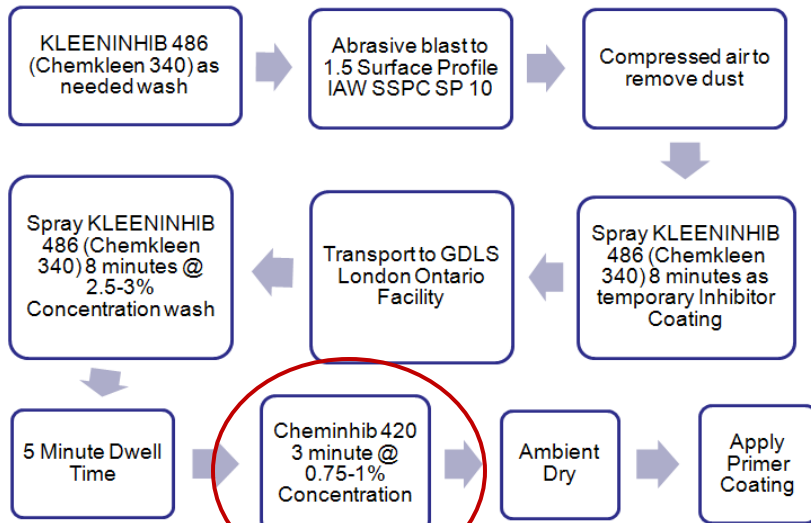 KLEENINHIB 486
(Chemkleen 340) as
needed wash
Abrasive blast to
1.5 Surface Profile
IAW SSPC SP 10
Compressed air to
remove dust
Spray KLEENINHIB
486 (Chemkleen
340) 8 minutes as
temporary Inhibitor
Coating
Transport to GDLS
London Ontario
Facility
Spray KLEENINHIB
486 (Chemkleen
340) 8 minutes @
2.5-3%
Concentration wash
5 Minute Dwell
Time
Cheminhib 420
3 minute @
0.75-1%
Concentration
Ambient
Dry
Apply
Primer
Coating